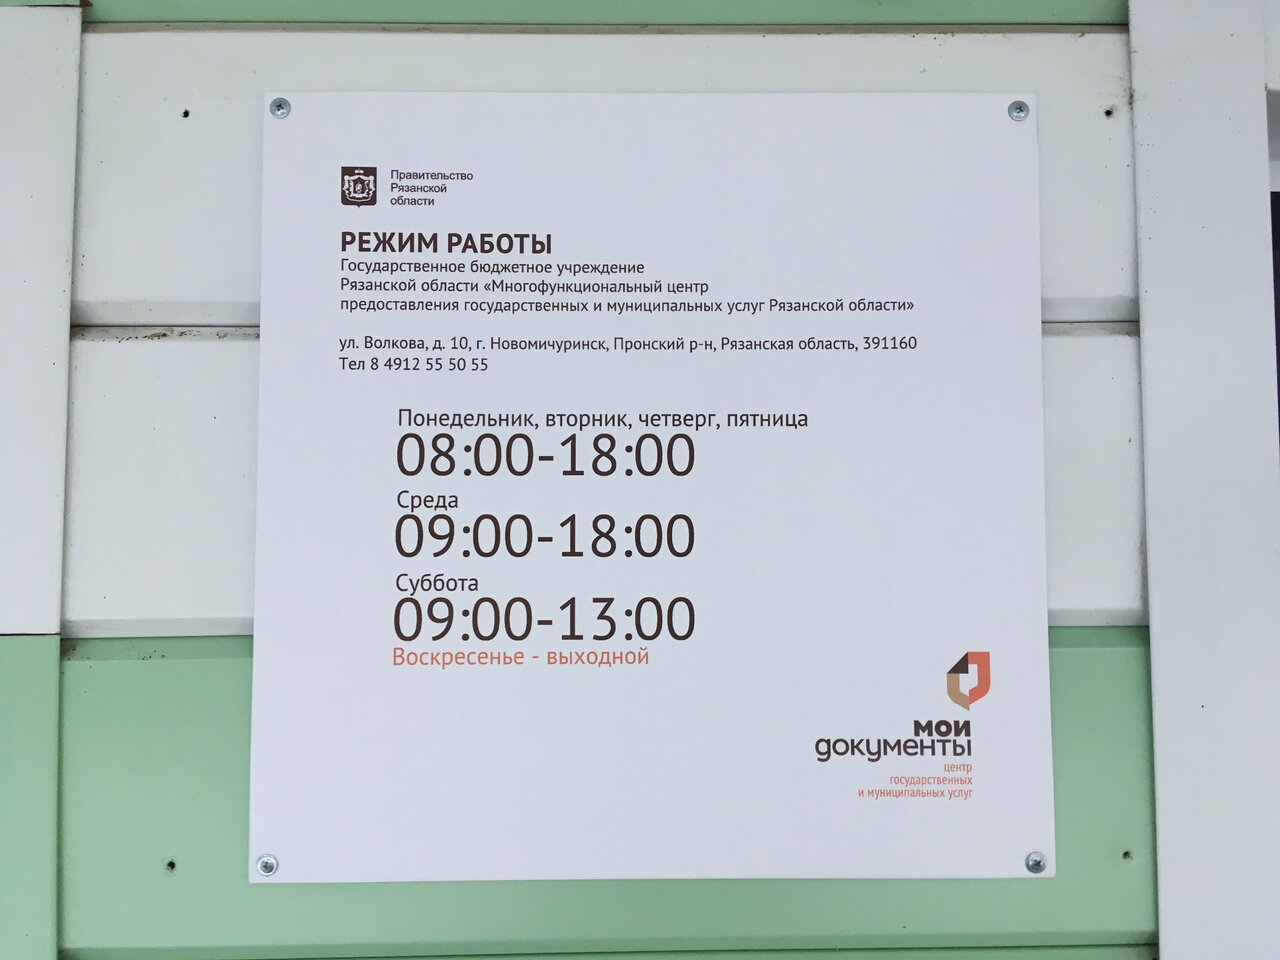 Правительство
Рязанской
области
РЕЖИМ РАБОТЫ
Государственное бюджетное учреждение
Рязанской области «Многофункциональный центр
предоставления государственных и муниципальных услуг Рязанской области»
ул. Волкова, д. 10, г. Новомичуринск, Пронский р-н, Рязанская область, 391160
Тел 8 4912 55 50 55
Понедельник, вторник, четверг, пятница
08:00-18:00
Среда
09:00-18:00
Суббота
09:00-13:00
Воскресенье - выходной
мои
документы
центр
государственных
и муниципальных услуг